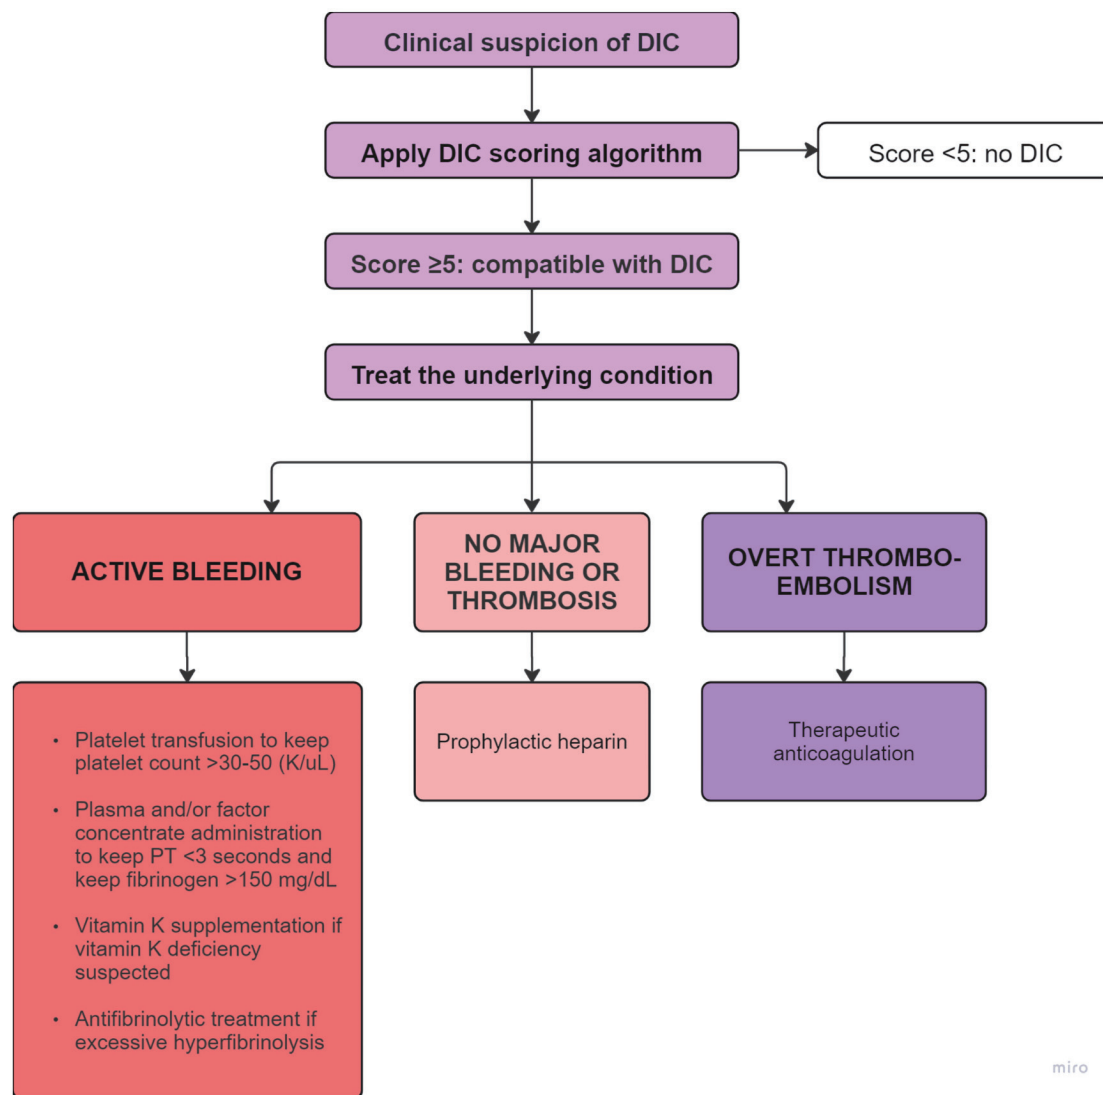 Clinical suspicion of DIC
Apply DIC scoring algorithm
Score <5: no DIC
Score ≥5: compatible with DIC
Treat the underlying condition
ACTIVE BLEEDING
NO MAJOR
BLEEDING OR
THROMBOSIS
OVERT THROMBO-
EMBOLISM
• Platelet transfusion to keep
platelet count >30-50 (K/uL)
• Plasma and/or factor
concentrate administration
to keep PT <3 seconds and
keep fibrinogen >150 mg/dL
• Vitamin K supplementation if
vitamin K deficiency
suspected
• Antifibrinolytic treatment if
excessive hyperfibrinolysis
Prophylactic heparin
Therapeutic
anticoagulation
miro